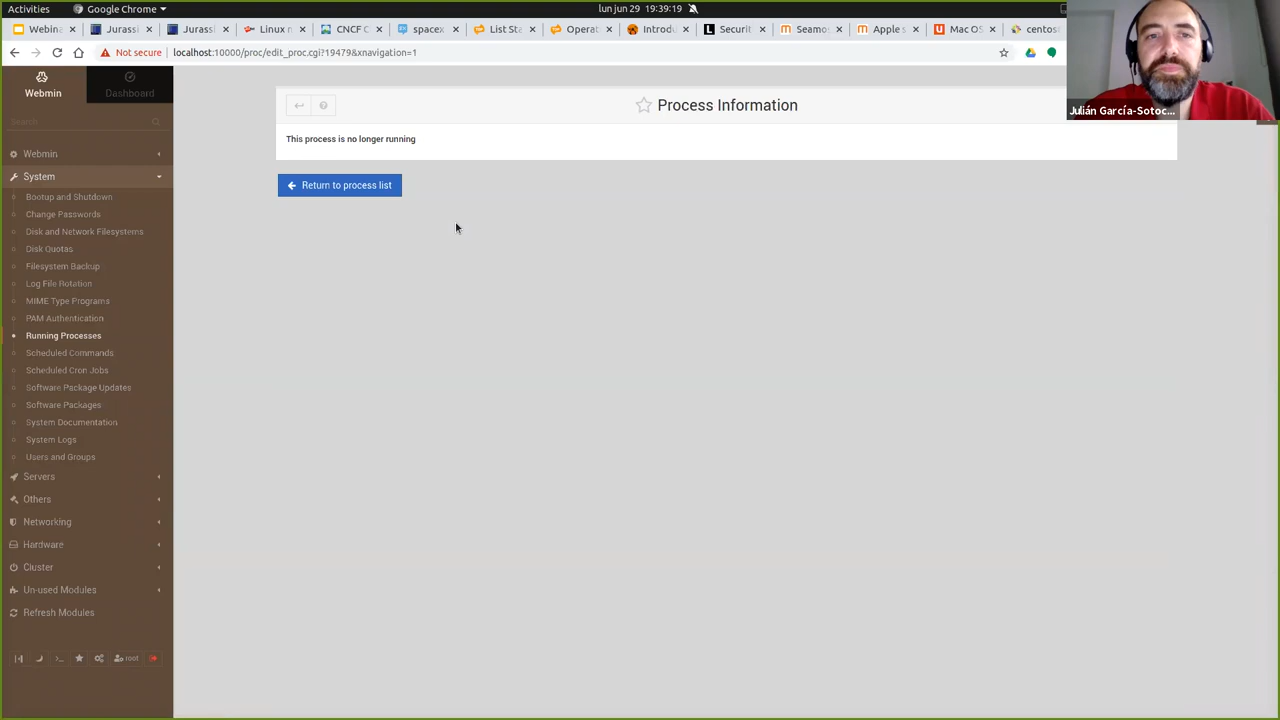 Activities
Google Chrome
lun jun 29 19:39:19
Webina
Jurassi
Jurassi
Linux r
CNCF C
spacex
List Sta
Operat
Introdu
Securit
Seamos
Apple s
Mac OS
centos
Not secure
localhost:10000/proc/edit_proc.cgi?19479&xnavigation=1
Julián García-Sotoc...
Webmin
Dashboard
Search
Webmin
System
Bootup and Shutdown
Change Passwords
Disk and Network Filesystems
Disk Quotas
Filesystem Backup
Log File Rotation
MIME Type Programs
PAM Authentication
Running Processes
Scheduled Commands
Scheduled Cron Jobs
Software Package Updates
Software Packages
System Documentation
System Logs
Users and Groups
Servers
Others
Networking
Hardware
Cluster
Un-used Modules
Refresh Modules
root
Process Information
This process is no longer running
Return to process list